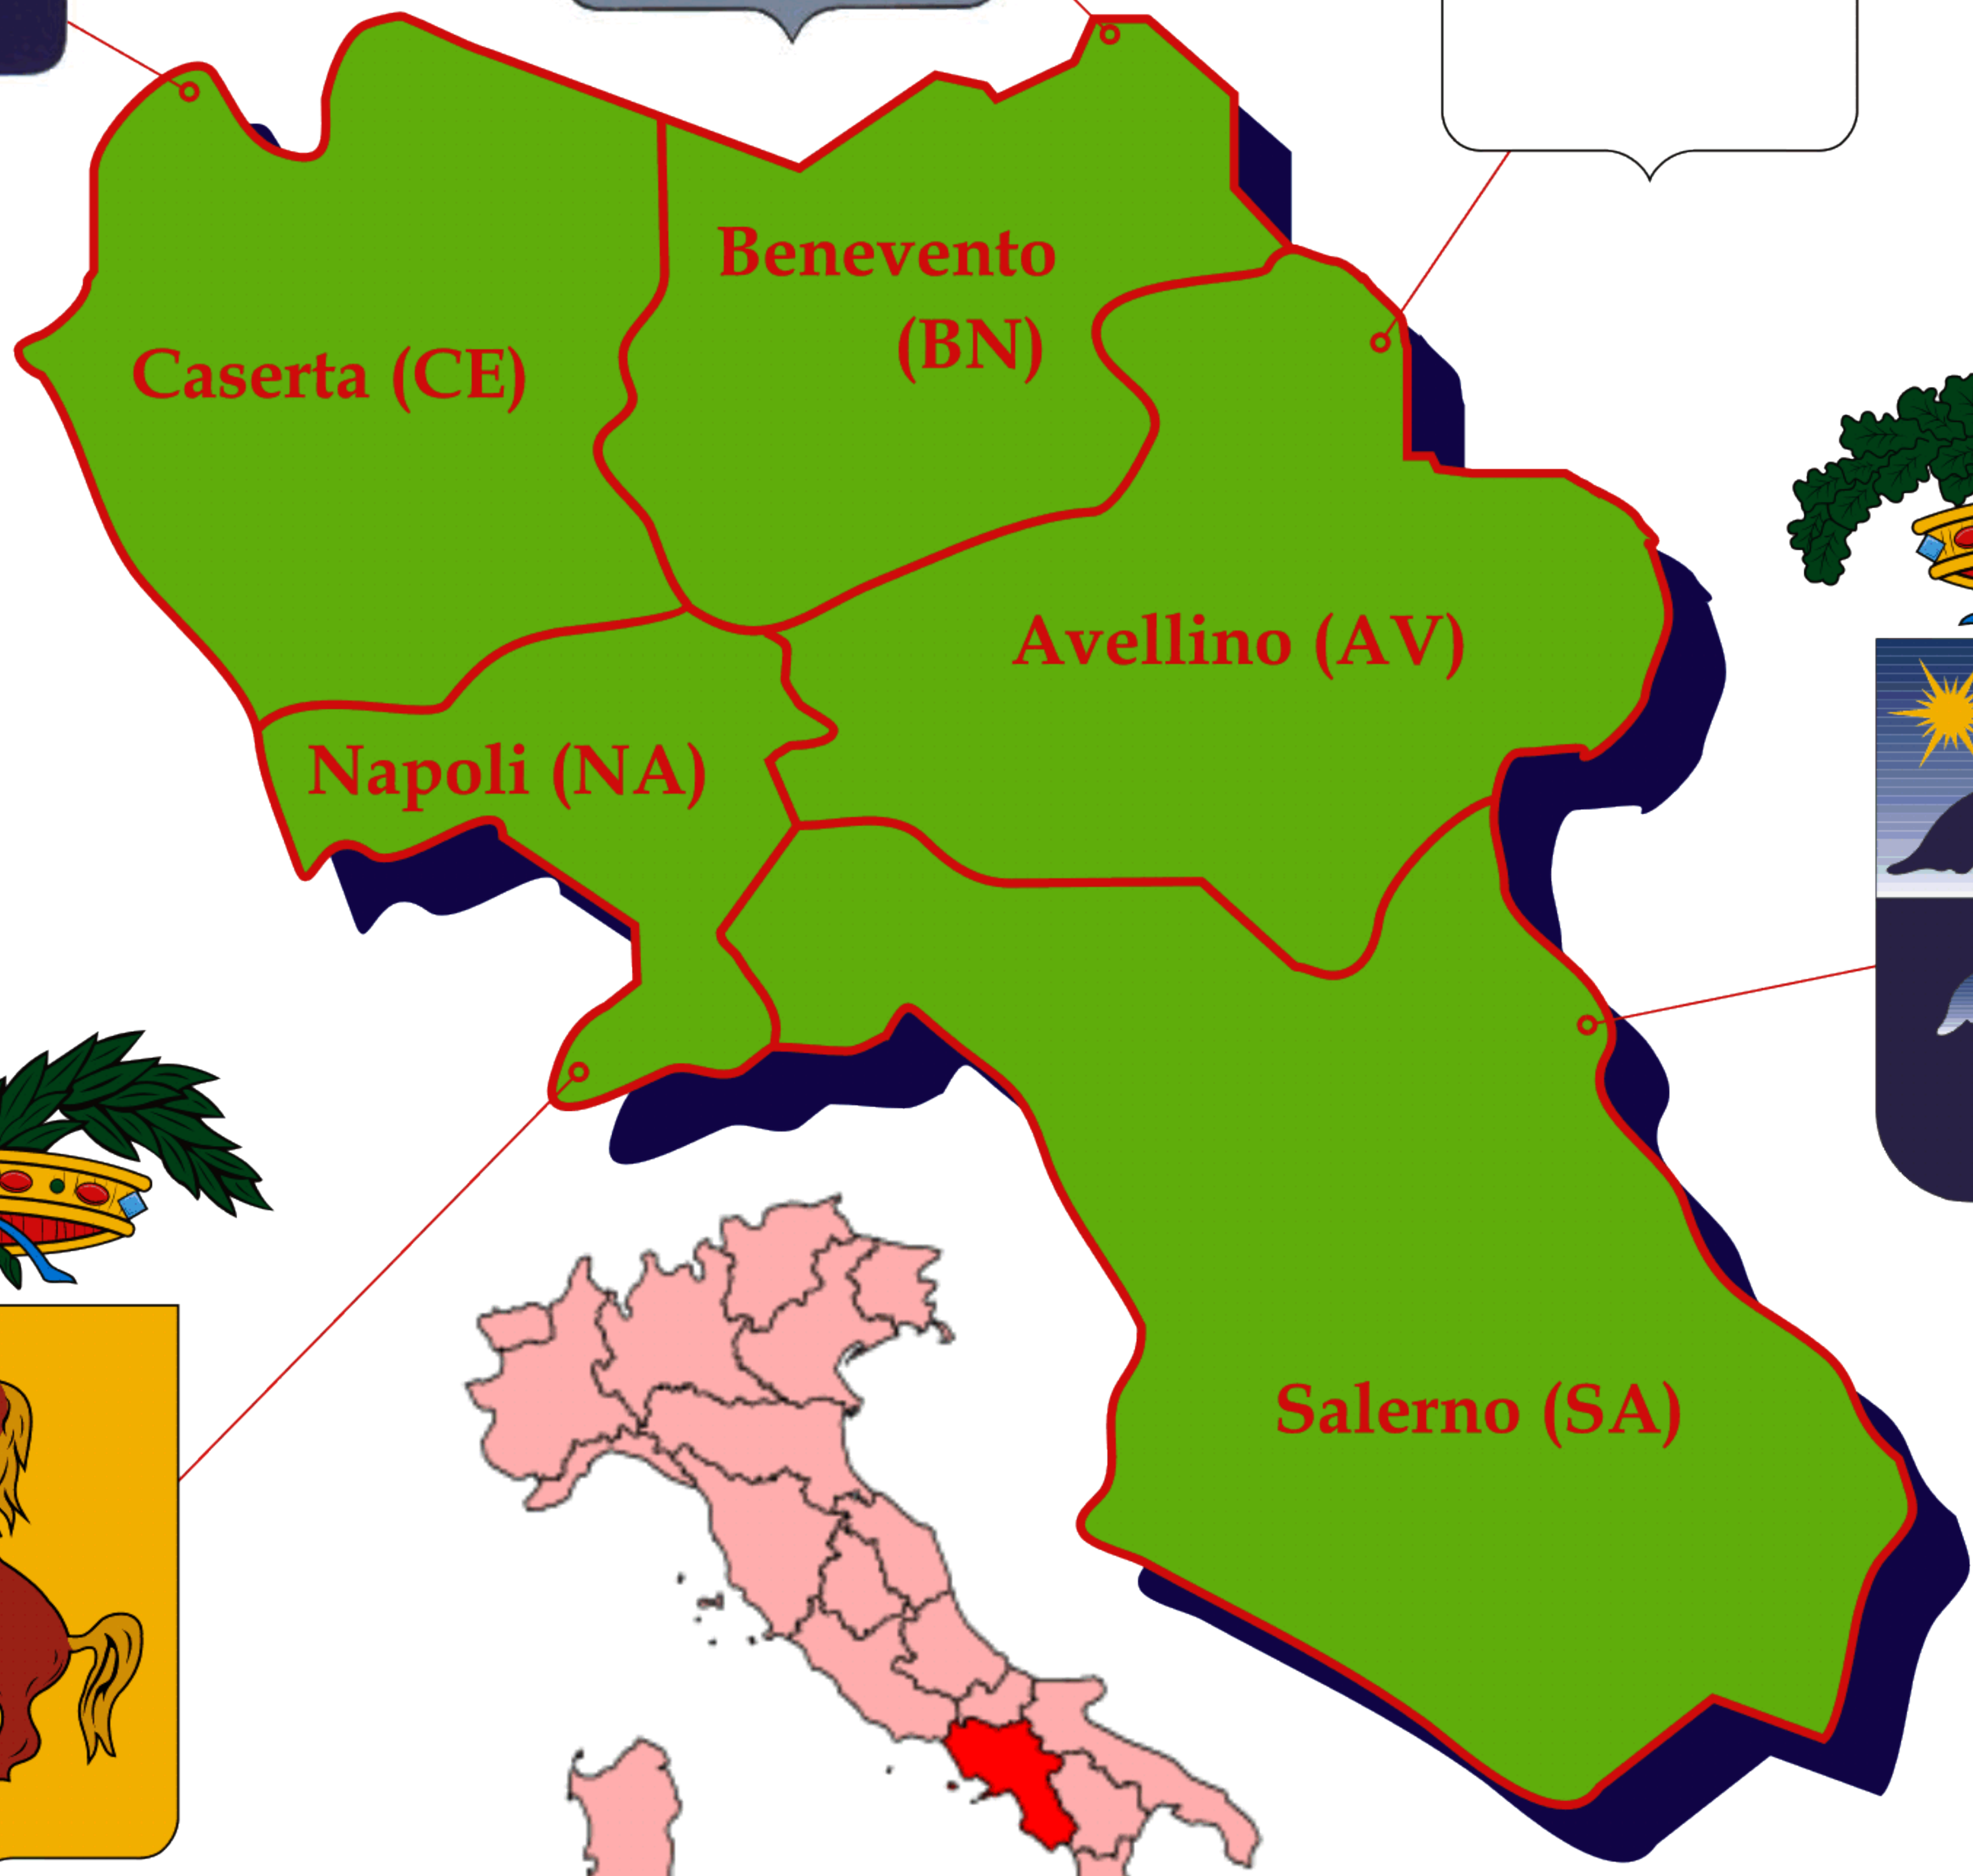 Benevento
(BN)
Caserta (CE)
Avellino (AV)
Napoli (NA)
Salerno (SA)